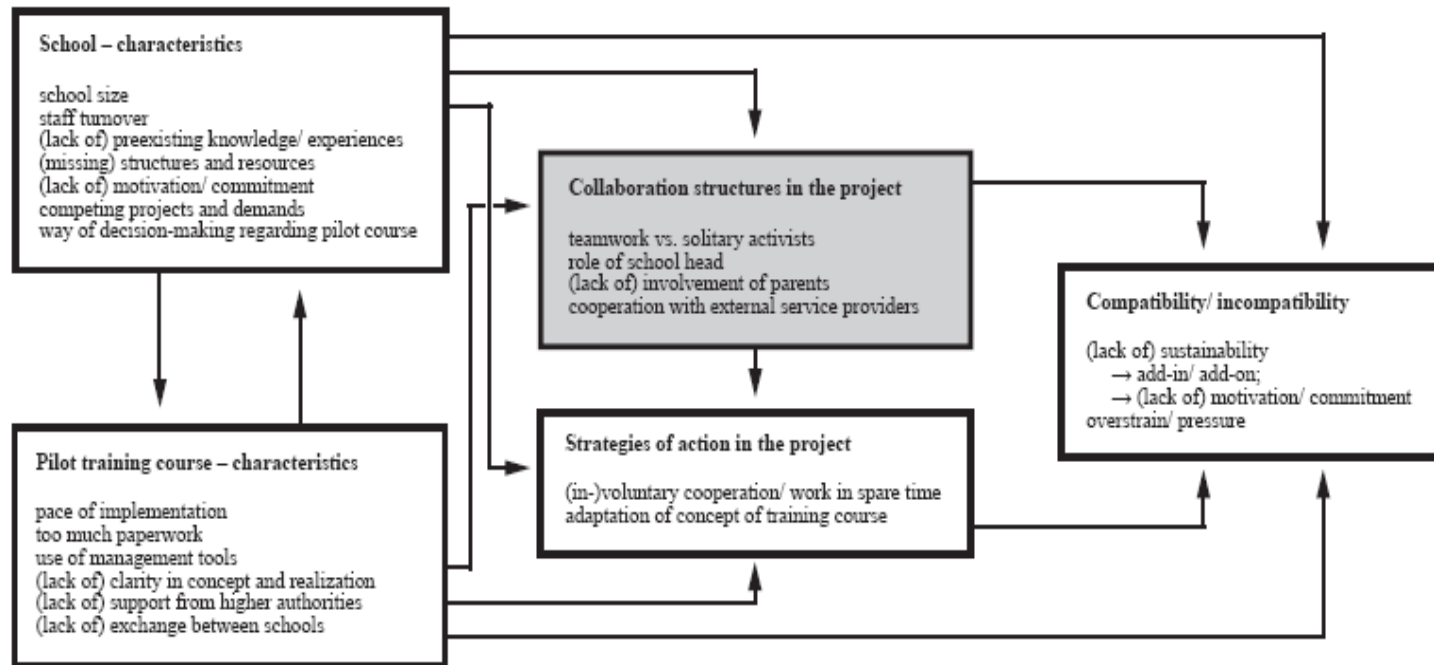 School – characteristics
school size
staff turnover
(lack of) preexisting knowledge/ experiences
(missing) structures and resources
(lack of) motivation/ commitment
competing projects and demands
way of decision-making regarding pilot course
Collaboration structures in the project
teamwork vs. solitary activists
role of school head
(lack of) involvement of parents
cooperation with external service providers
Compatibility/ incompatibility
(lack of) sustainability
→ add-in/ add-on;
→ (lack of) motivation/ commitment
overstrain/ pressure
Pilot training course – characteristics
pace of implementation
too much paperwork
use of management tools
(lack of) clarity in concept and realization
(lack of) support from higher authorities
(lack of) exchange between schools
Strategies of action in the project
(in-)voluntary cooperation/ work in spare time
adaptation of concept of training course